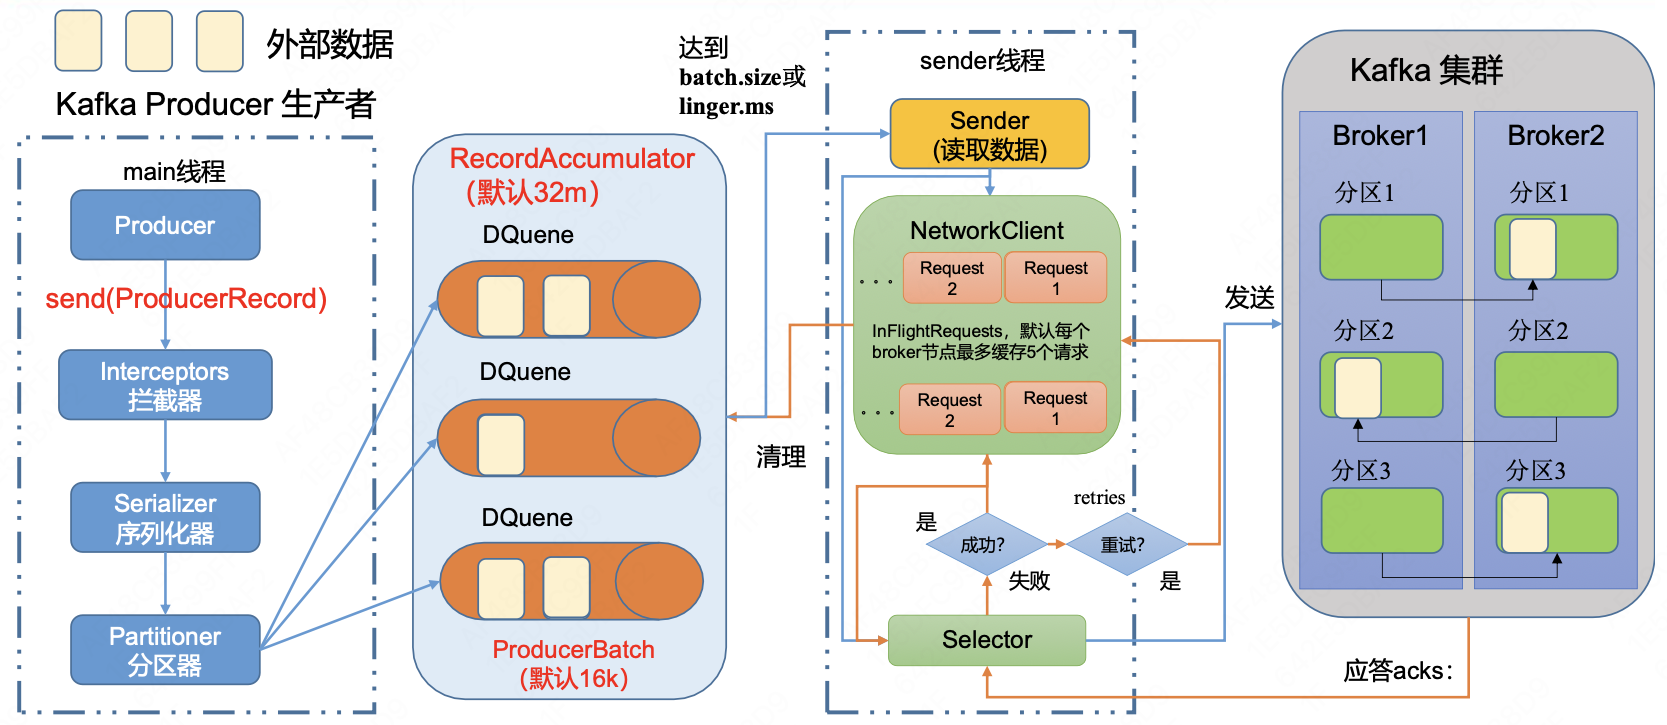 外部数据
Kafka Producer 生产者
main线程
Producer
send(ProducerRecord)
Interceptors
拦截器
Serializer
序列化器
Partitioner
分区器
RecordAccumulator
（默认32m）
DQuene
DQuene
DQuene
ProducerBatch
（默认16k）
达到
batch.size或
linger.ms
清理
sender线程
Sender
(读取数据)
NetworkClient
· · ·
Request
2
Request
1
InFlightRequests，默认每个
broker节点最多缓存5个请求
· · ·
Request
2
Request
1
retries
是
成功?
重试?
失败
是
Selector
发送
应答acks：
Kafka 集群
Broker1
分区1
分区2
分区3
Broker2
分区1
分区2
分区3